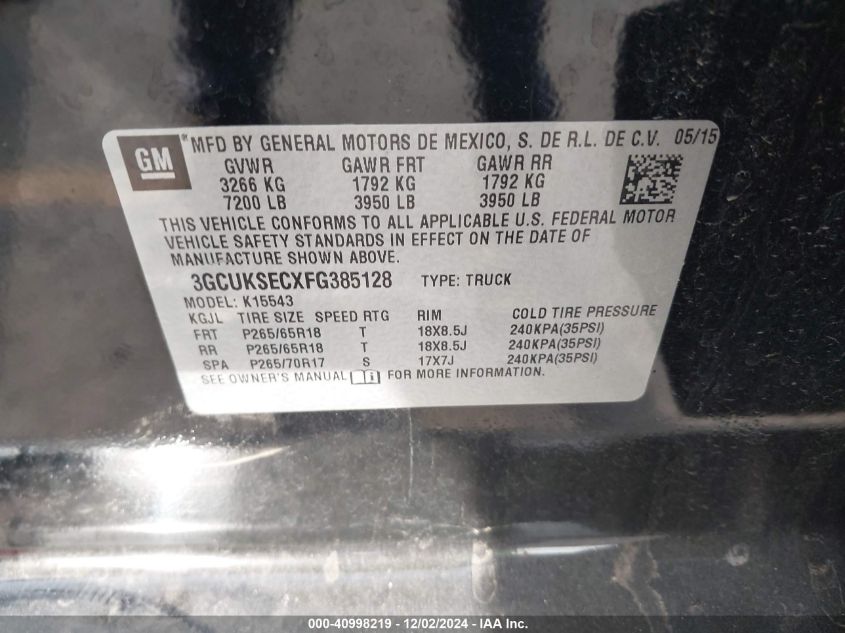 GM MFD BY GENERAL MOTORS DE MEXICO, S. DE R.L. DE C.V. 05/15
GVWR GAWR FRT GAWR RR
3266 KG 1792 KG 1792 KG
7200 LB 3950 LB 3950 LB
THIS VEHICLE CONFORMS TO ALL APPLICABLE U.S. FEDERAL MOTOR
VEHICLE SAFETY STANDARDS IN EFFECT ON THE DATE OF
MANUFACTURE SHOWN ABOVE.
3GCUKSECXFG385128 TYPE: TRUCK
MODEL: K15543
KGJL TIRE SIZE SPEED RTG RIM COLD TIRE PRESSURE
FRT P265/65R18 T 18X8.5J 240KPA(35PSI)
RR P265/65R18 T 18X8.5J 240KPA(35PSI)
SPA P265/70R17 S 17X7J 240KPA(35PSI)
SEE OWNER'S MANUAL FOR MORE INFORMATION.
000-40998219 - 12/02/2024 - IAA Inc.